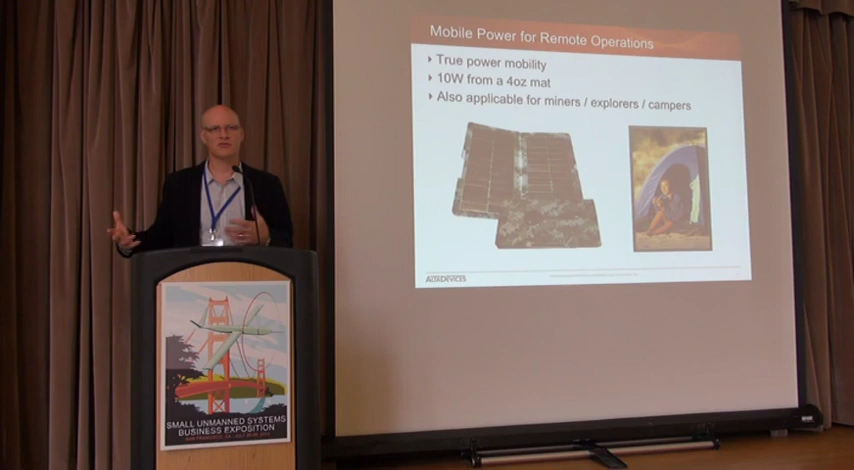 Mobile Power for Remote Operations
True power mobility
10W from a 4oz mat
Also applicable for miners / explorers / campers
ALTADEVICES
SMALL UNMANNED SYSTEMS
BUSINESS EXPOSITION